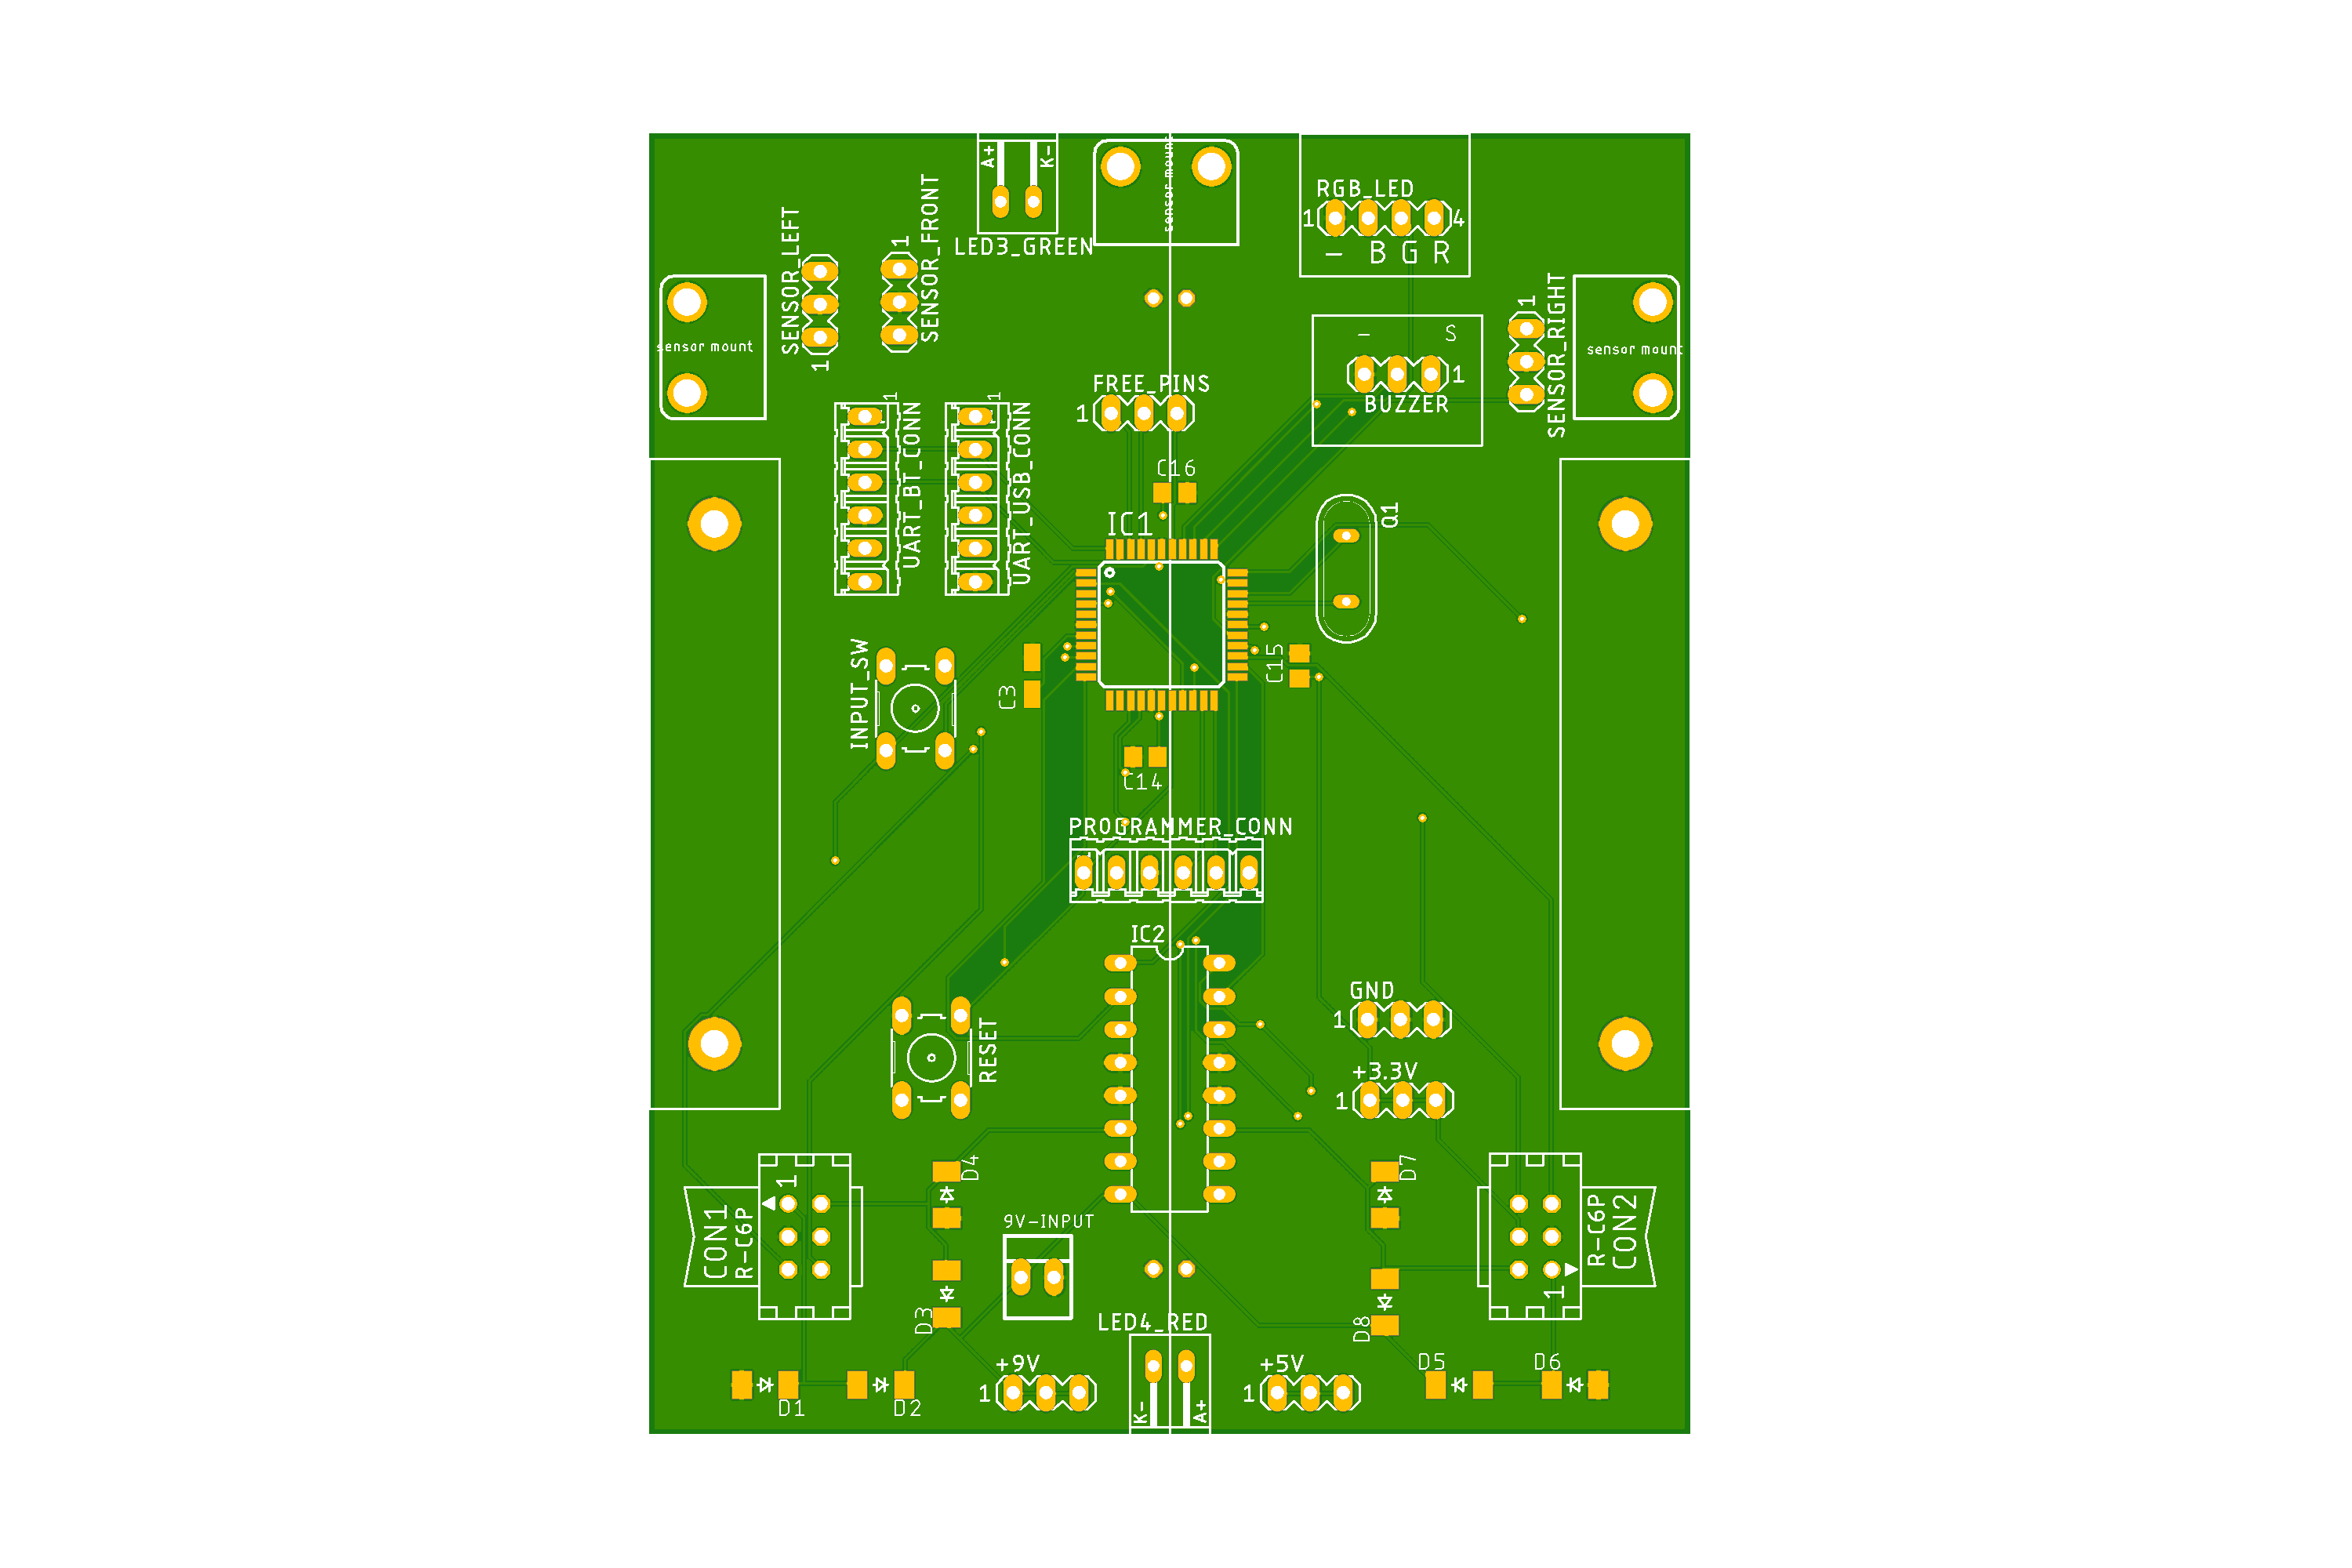 A+
K-
LED3_GREEN
sensor mount
RGB_LED
1
4
- B G R
SENSOR_LEFT
1
SENSOR_FRONT
1
sensor mount
- S
1
BUZZER
1
SENSOR_RIGHT
sensor mount
FREE_PINS
1
1
UART_BT_CONN
1
UART_USB_CONN
C16
IC1
Q1
INPUT_SW
C3
C15
C14
PROGRAMMER_CONN
IC2
GND
1
+3.3V
1
RESET
D4
D7
1
CON1
R-C6P
9V-INPUT
R-C6P
CON2
1
D3
LED4_RED
D8
+9V
1
K-
A+
+5V
1
D5
D6
D1
D2